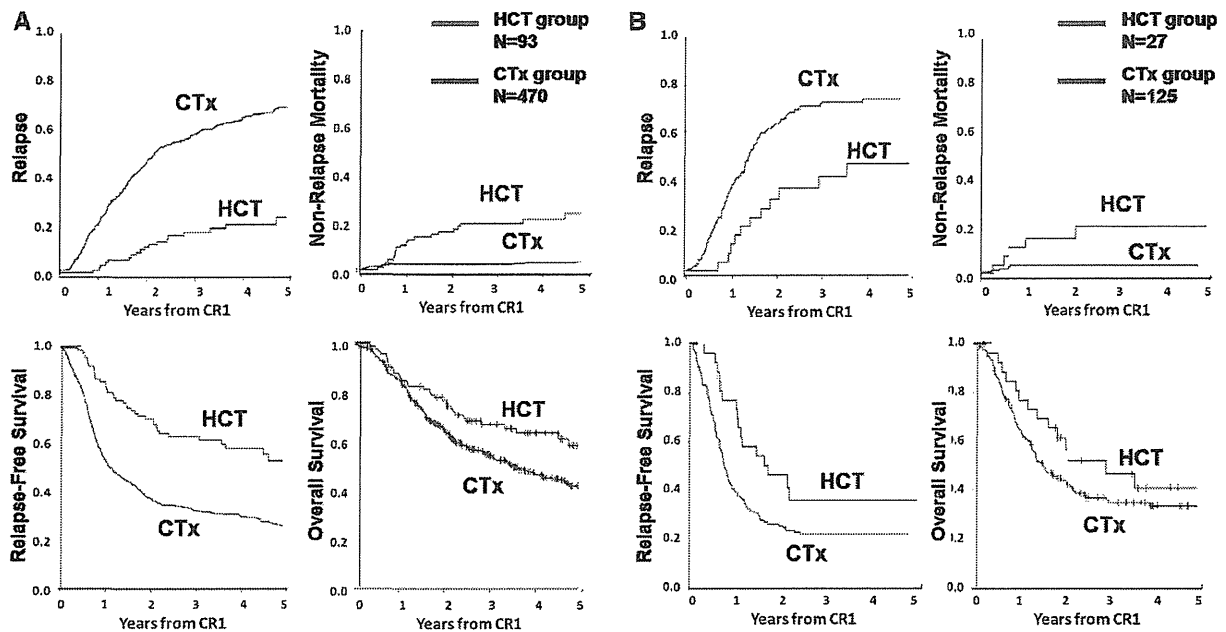 A
Relapse
1.0
0.8
0.6
0.4
0.2
0.0
CTx
HCT
0 1 2 3 4 5
Years from CR1
Non-Relapse Mortality
1.0
0.8
0.6
0.4
0.2
0.0
HCT group
N=93
CTx group
N=470
HCT
CTx
0 1 2 3 4 5
Years from CR1
Relapse-Free Survival
1.0
0.8
0.6
0.4
0.2
0.0
HCT
CTx
0 1 2 3 4 5
Years from CR1
Overall Survival
1.0
0.8
0.6
0.4
0.2
0.0
HCT
CTx
0 1 2 3 4 5
Years from CR1
B
Relapse
1.0
0.8
0.6
0.4
0.2
0.0
CTx
HCT
0 1 2 3 4 5
Years from CR1
Non-Relapse Mortality
1.0
0.8
0.6
0.4
0.2
0.0
HCT group
N=27
CTx group
N=125
HCT
CTx
0 1 2 3 4 5
Years from CR1
Relapse-Free Survival
1.0
0.8
0.6
0.4
0.2
0.0
HCT
CTx
0 1 2 3 4 5
Years from CR1
Overall Survival
1.0
1.8
1.6
1.4
1.2
0.0
HCT
CTx
0 1 2 3 4 5
Years from CR1